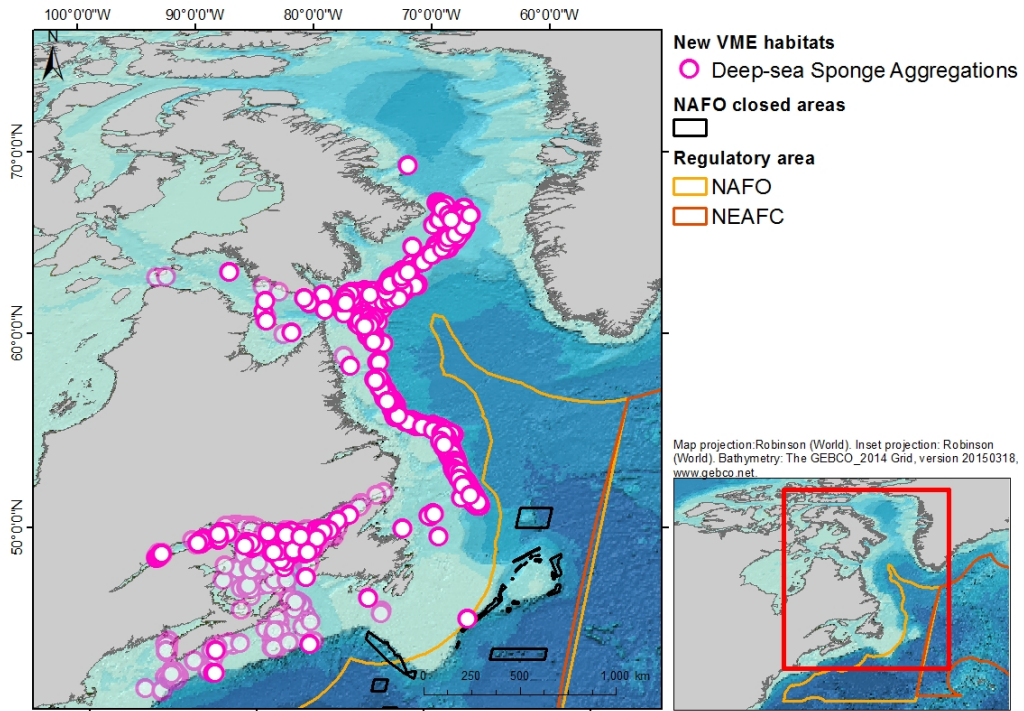 100°0'0"W 90°0'0"W 80°0'0"W 70°0'0"W 60°0'0"W
N
70°0'0"N
60°0'0"N
50°0'0"N
0 250 500 1,000 km
New VME habitats
Deep-sea Sponge Aggregations
NAFO closed areas
Regulatory area
NAFO
NEAFC
Map projection:Robinson (World). Inset projection: Robinson
(World). Bathymetry: The GEBCO_2014 Grid, version 20150318,
www.gebco.net.